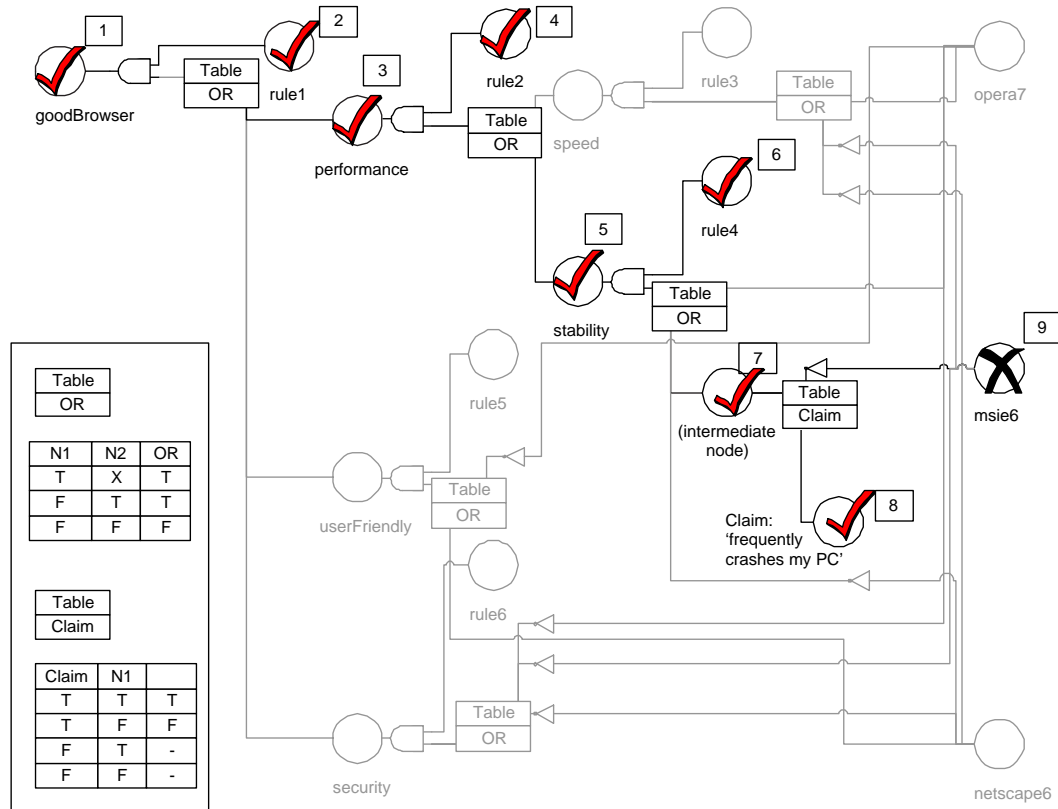 1
2
4
3
6
5
7
8
9
goodBrowser
Table
OR
rule1
performance
rule2
Table
OR
speed
rule3
Table
OR
opera7
rule4
stability
Table
OR
(intermediate
node)
Table
Claim
msie6
Claim:
‘frequently
crashes my PC’
rule5
userFriendly
Table
OR
rule6
security
Table
OR
netscape6
Table
OR
N1 N2 OR
T X T
F T T
F F F
Table
Claim
Claim N1
T T T
T F F
F T -
F F -